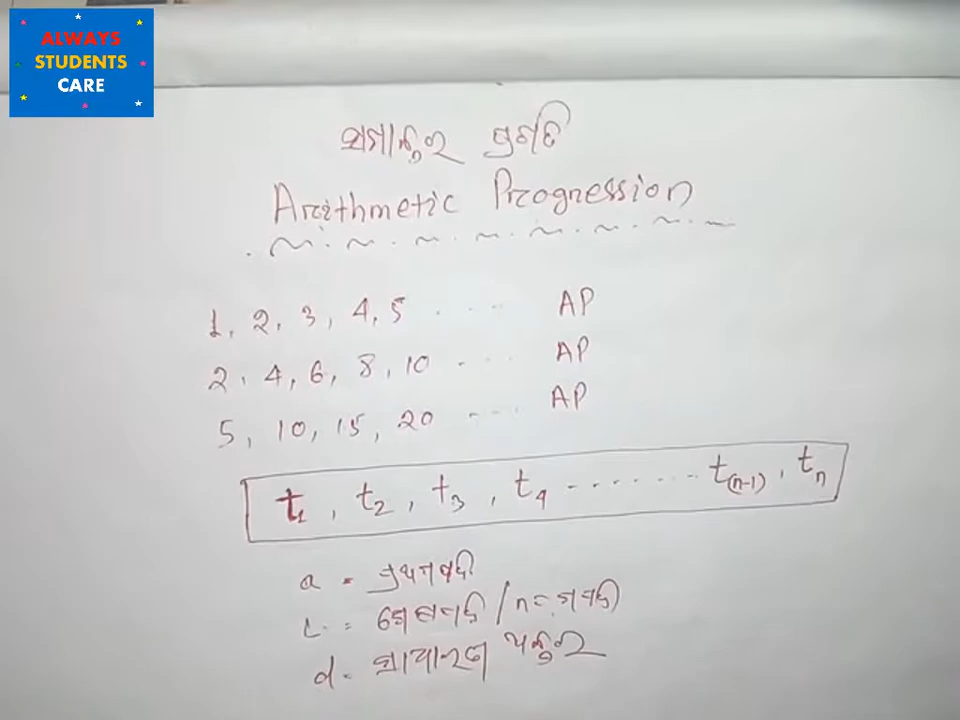 ALWAYS
STUDENTS
CARE
ସମାନ୍ତର ପ୍ରଗତି
Arithmetic Progression
1, 2, 3, 4, 5 ..... AP
2, 4, 6, 8, 10 ..... AP
5, 10, 15, 20 ..... AP
t₁, t₂, t₃, t₄ ........ t₍ₙ₋₁₎, tₙ
a = ପ୍ରଥମପଦ
L = ଶେଷପଦ / n
d = ସାଧାରଣ ଅନ୍ତର